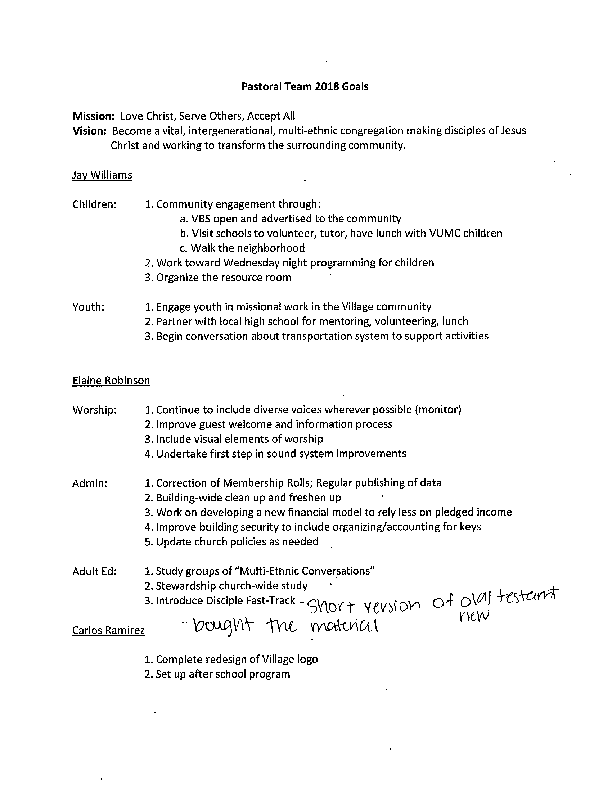 Pastoral Team 2018 Goals
Mission: Love Christ, Serve Others, Accept All
Vision: Become a vital, intergenerational, multi-ethnic congregation making disciples of Jesus
Christ and working to transform the surrounding community.
Jay Williams
Children: 1. Community engagement through:
a. VBS open and advertised to the community
b. Visit schools to volunteer, tutor, have lunch with VUMC children
c. Walk the neighborhood
2. Work toward Wednesday night programming for children
3. Organize the resource room
Youth: 1. Engage youth in missional work in the Village community
2. Partner with local high school for mentoring, volunteering, lunch
3. Begin conversation about transportation system to support activities
Elaine Robinson
Worship: 1. Continue to include diverse voices wherever possible (monitor)
2. Improve guest welcome and information process
3. Include visual elements of worship
4. Undertake first step in sound system improvements
Admin: 1. Correction of Membership Rolls; Regular publishing of data
2. Building-wide clean up and freshen up
3. Work on developing a new financial model to rely less on pledged income
4. Improve building security to include organizing/accounting for keys
5. Update church policies as needed
Adult Ed: 1. Study groups of "Multi-Ethnic Conversations"
2. Stewardship church-wide study
3. Introduce Disciple Fast-Track - Short version of old testament
new
- bought the material
Carlos Ramirez
1. Complete redesign of Village logo
2. Set up after school program